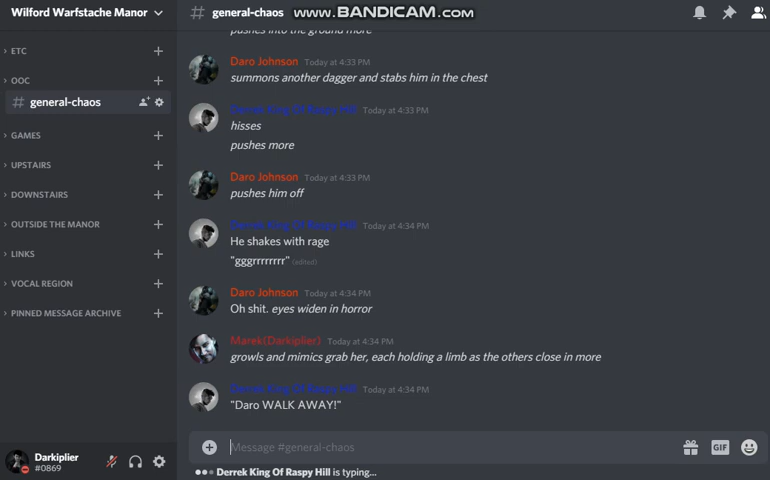 Wilford Warfstache Manor
# general-chaos
www.BANDICAM.com
ETC
OOC
# general-chaos
GAMES
UPSTAIRS
DOWNSTAIRS
OUTSIDE THE MANOR
LINKS
VOCAL REGION
PINNED MESSAGE ARCHIVE
Darkiplier
#0869
pushes into the ground more
Daro Johnson Today at 4:33 PM
summons another dagger and stabs him in the chest
Derrek King Of Raspy Hill Today at 4:33 PM
hisses
pushes more
Daro Johnson Today at 4:33 PM
pushes him off
Derrek King Of Raspy Hill Today at 4:34 PM
He shakes with rage
"gggrrrrrrrr" (edited)
Daro Johnson Today at 4:34 PM
Oh shit. eyes widen in horror
Marek(Darkiplier) Today at 4:34 PM
growls and mimics grab her, each holding a limb as the others close in more
Derrek King Of Raspy Hill Today at 4:34 PM
"Daro WALK AWAY!"
Message #general-chaos
GIF
Derrek King Of Raspy Hill is typing...